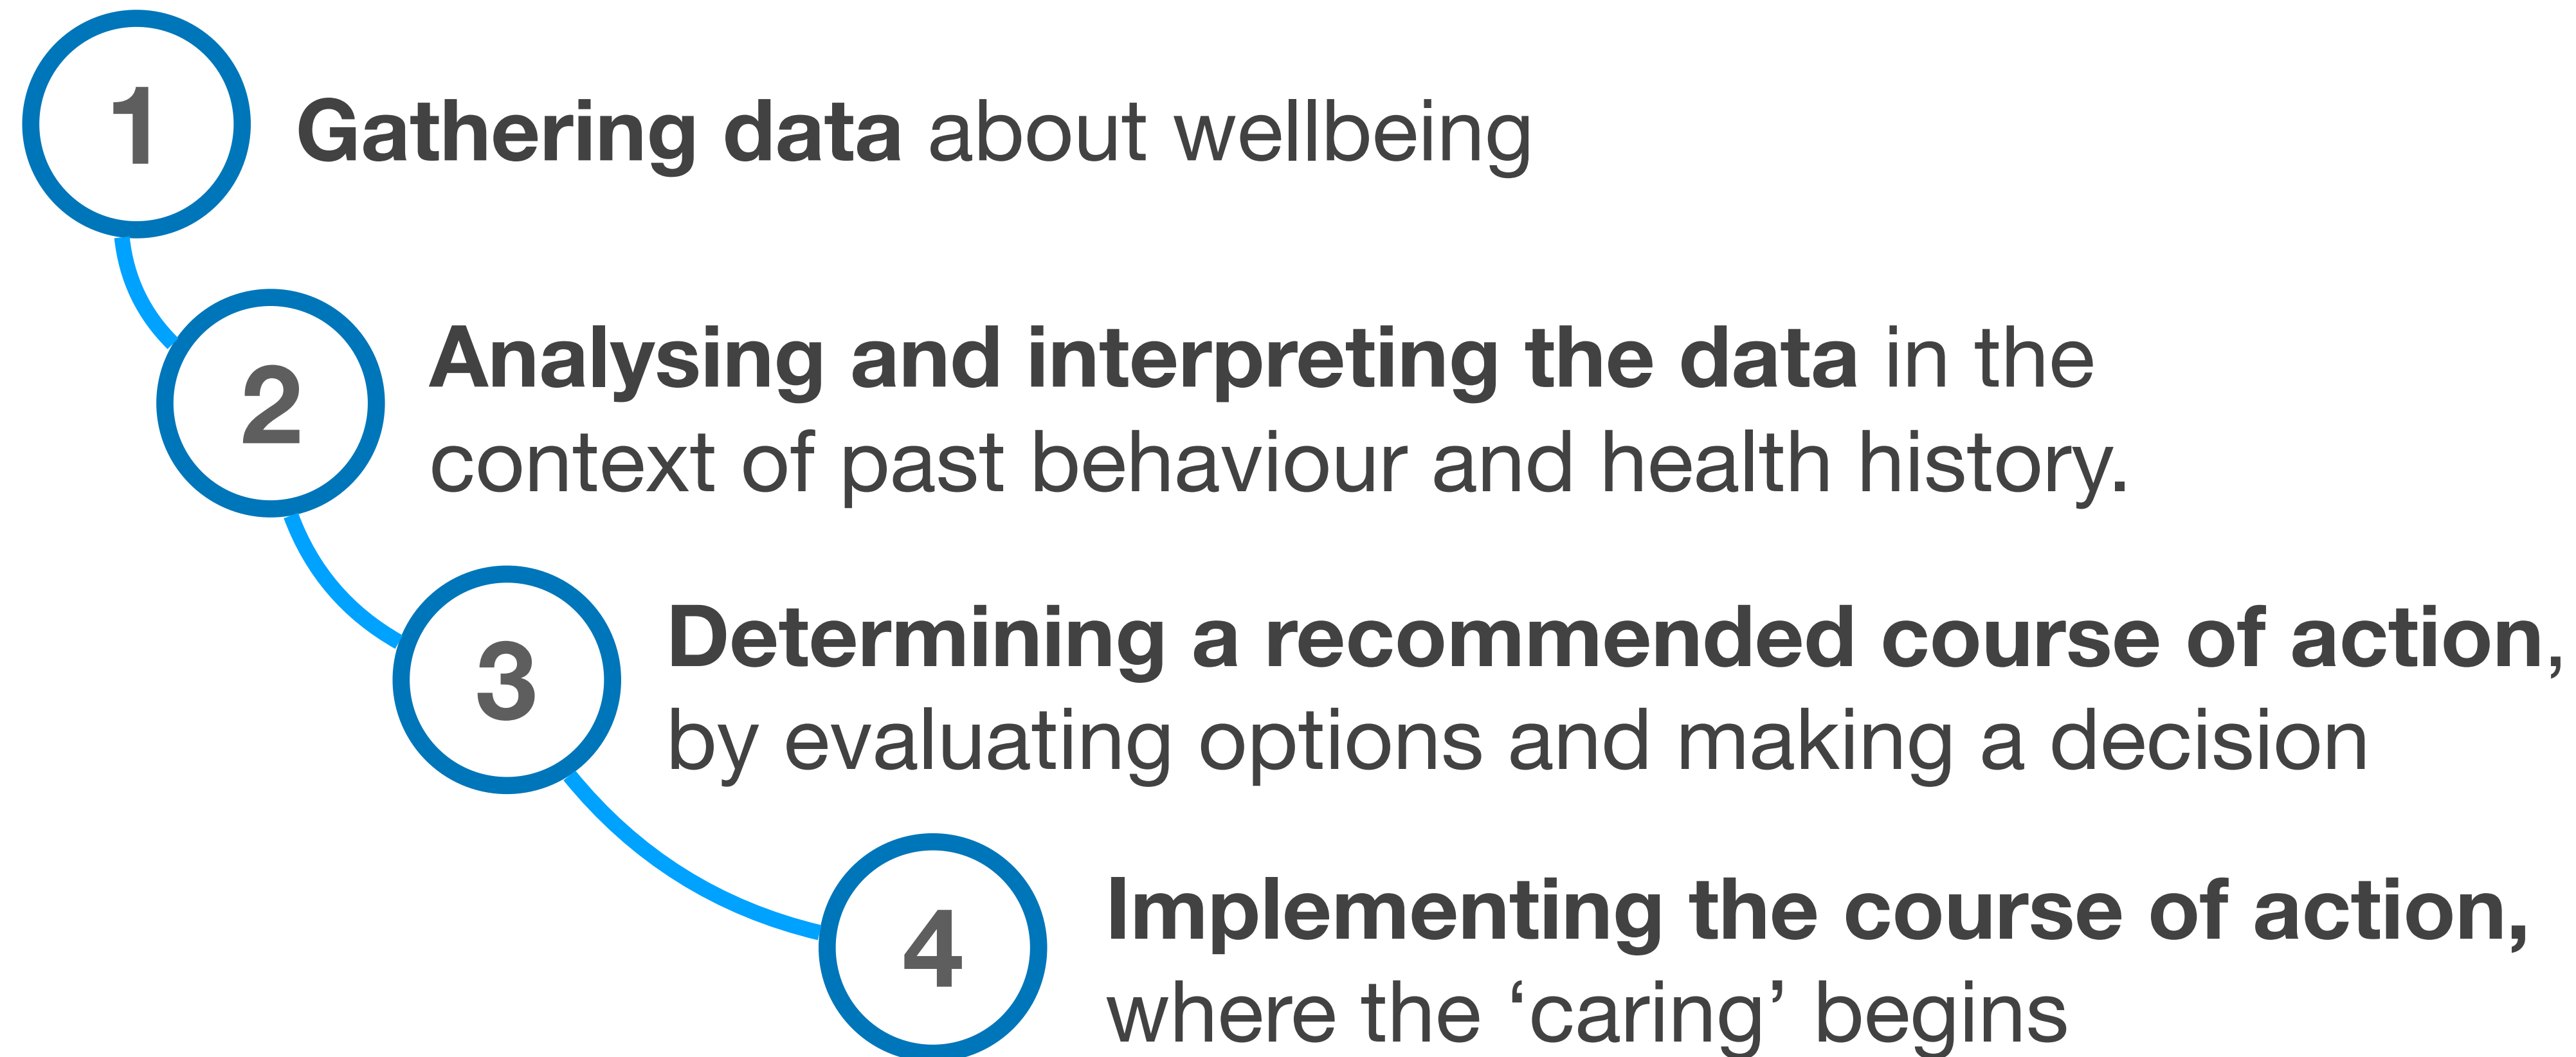 1
Gathering data about wellbeing
2
Analysing and interpreting the data in the
context of past behaviour and health history.
3
Determining a recommended course of action,
by evaluating options and making a decision
4
Implementing the course of action,
where the ‘caring’ begins